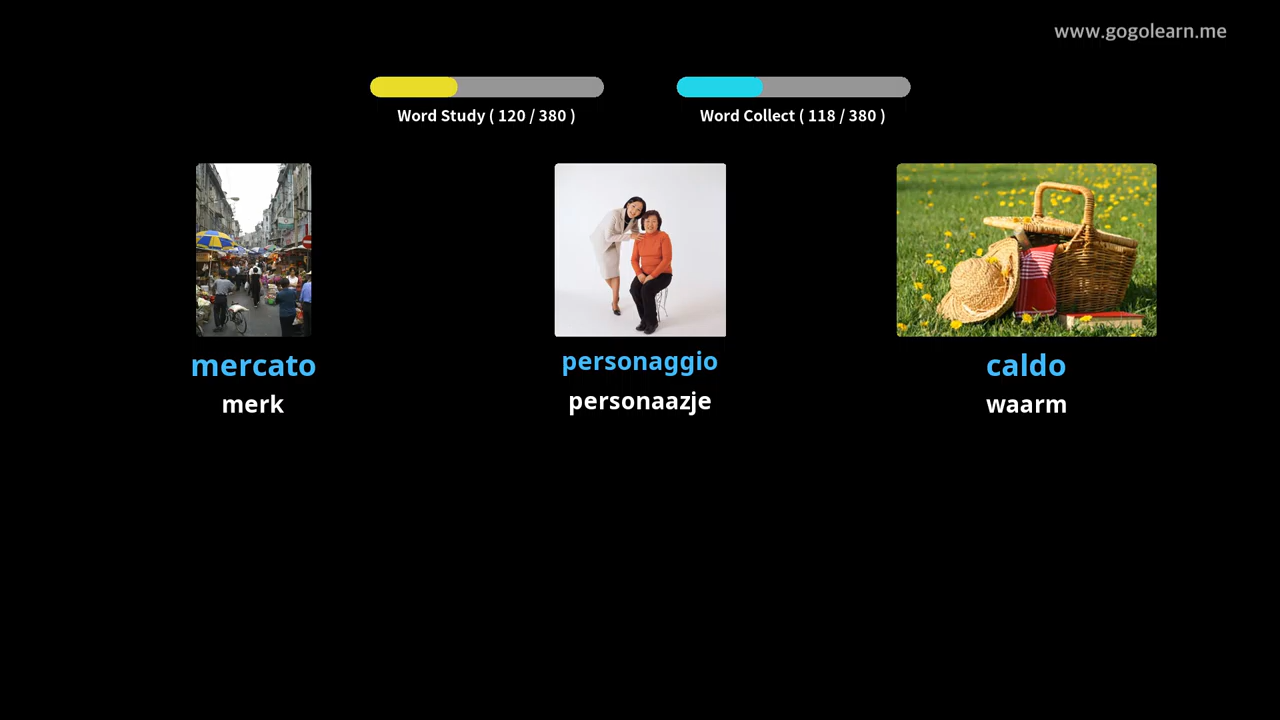 www.gogolearn.me
Word Study ( 120 / 380 )
Word Collect ( 118 / 380 )
mercato
merk
personaggio
personaazje
caldo
waarm